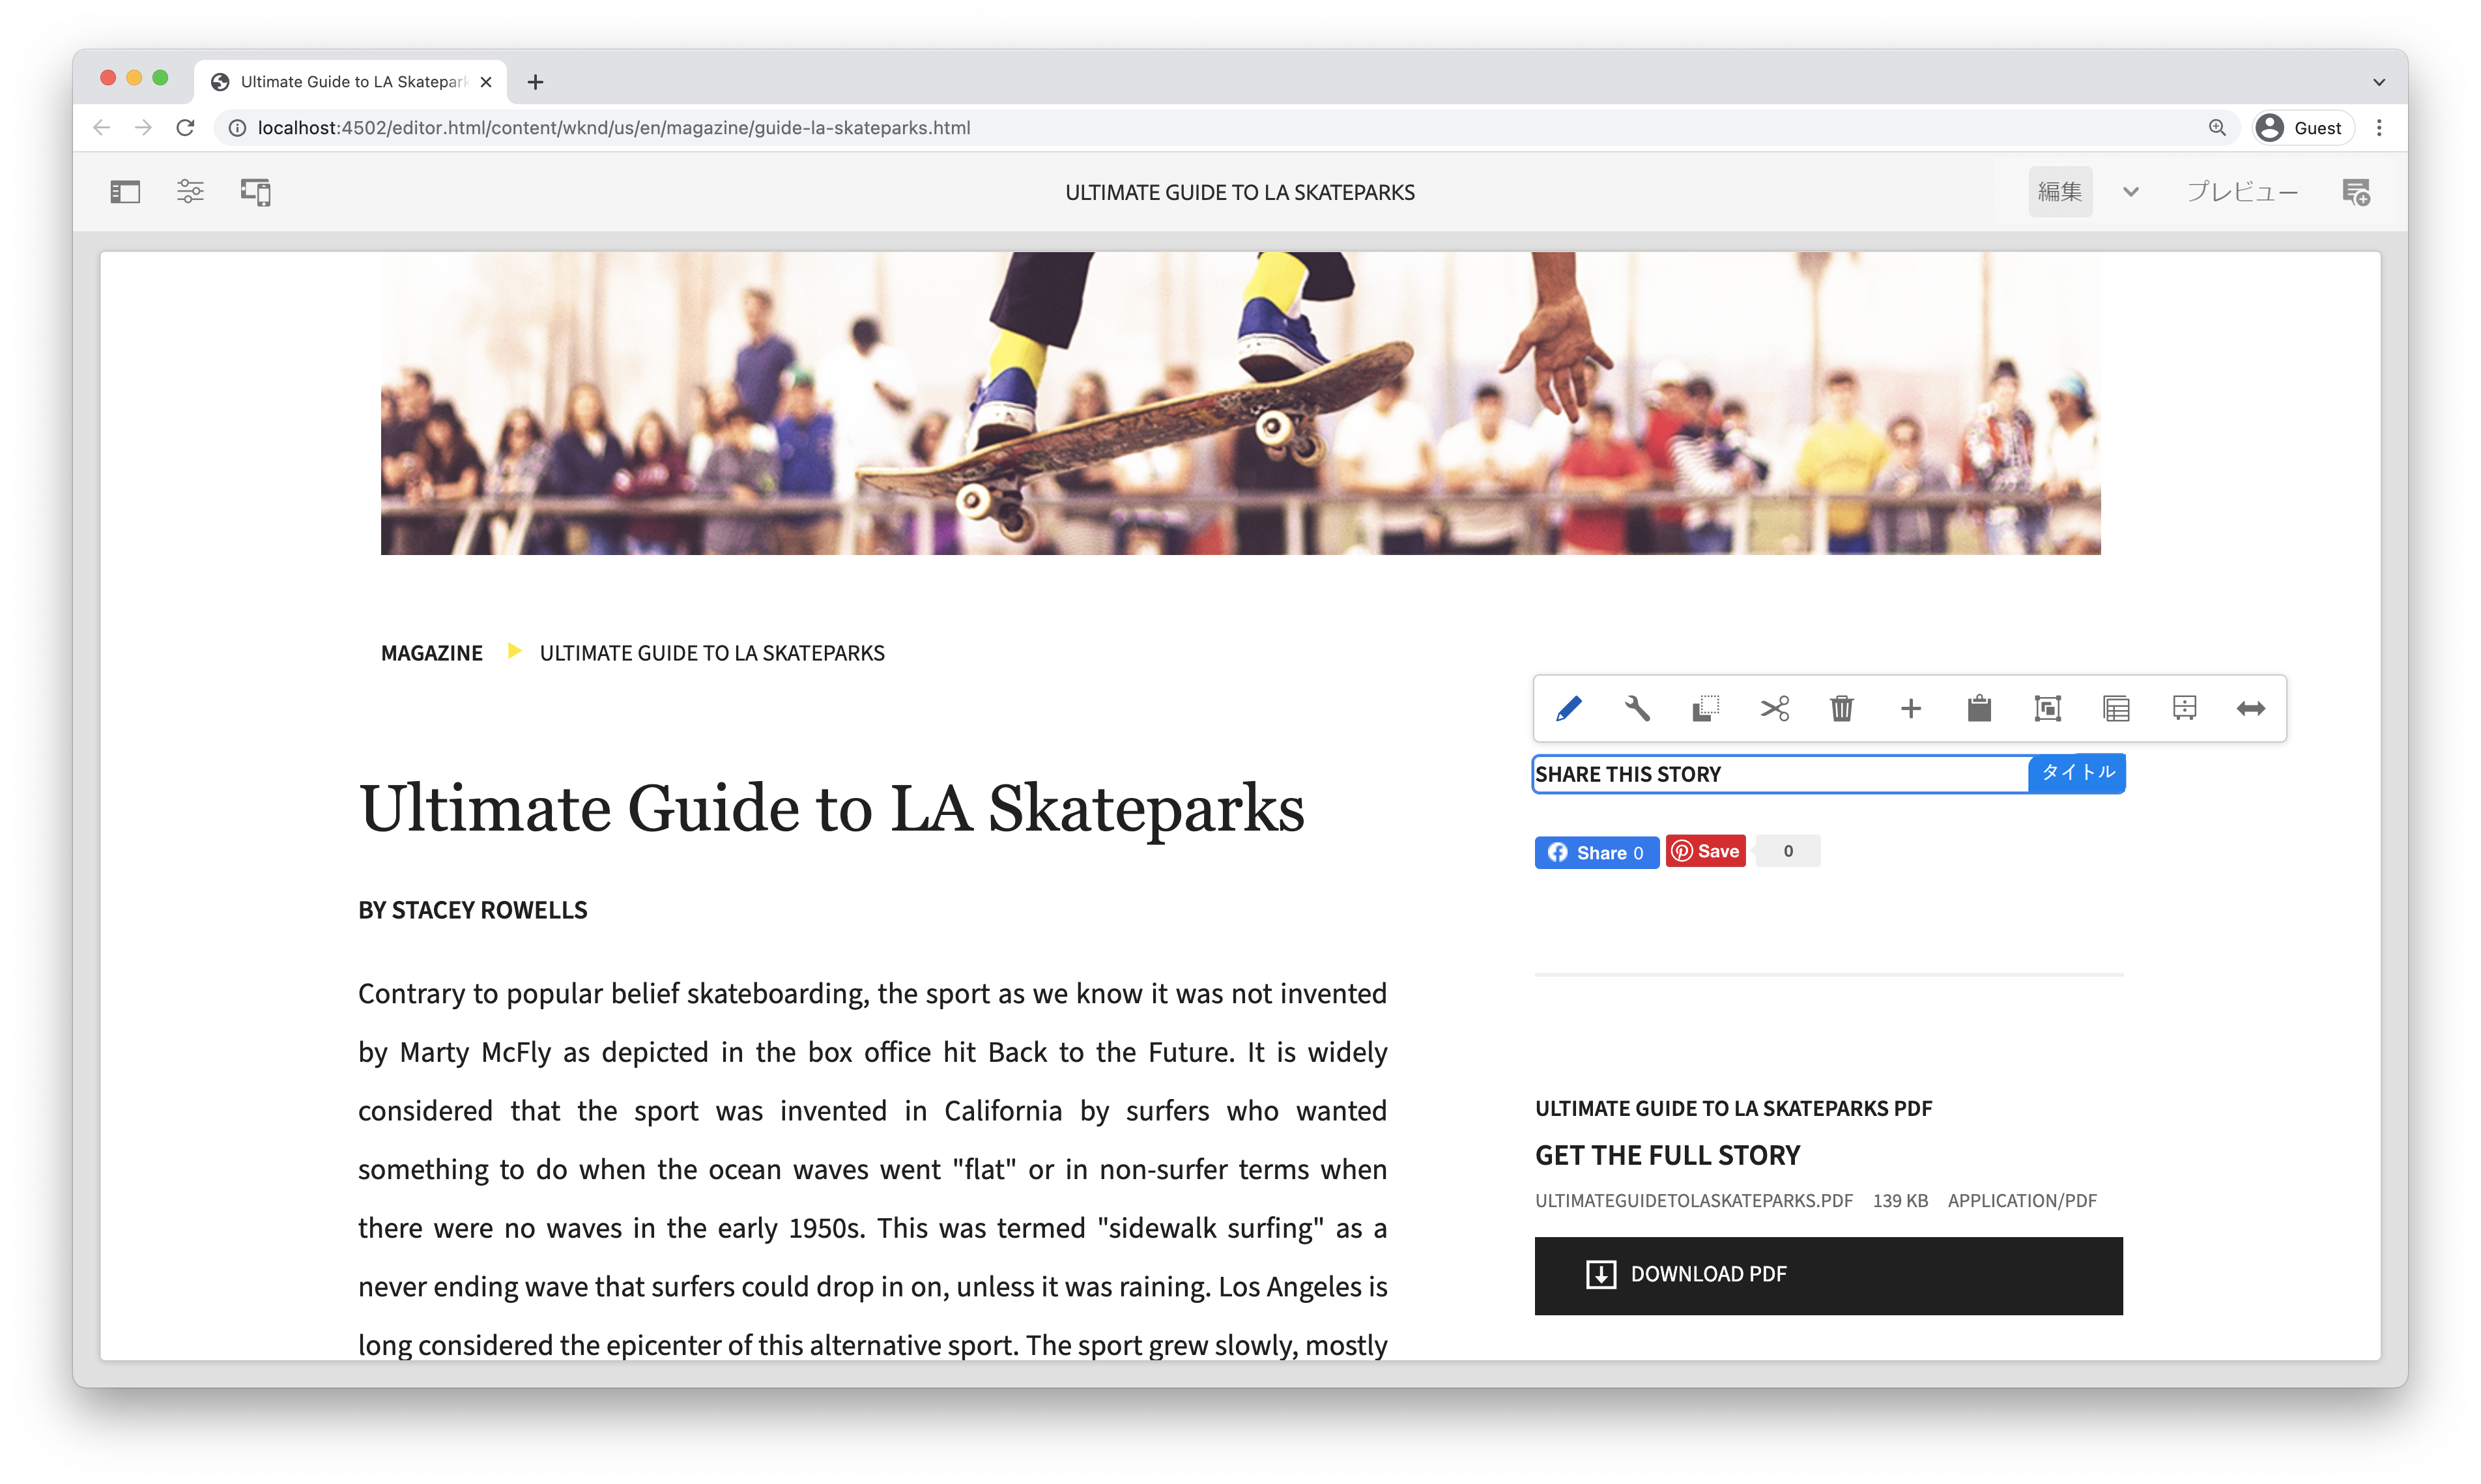 Ultimate Guide to LA Skatepark
localhost:4502/editor.html/content/wknd/us/en/magazine/guide-la-skateparks.html
Guest
ULTIMATE GUIDE TO LA SKATEPARKS
編集
プレビュー
MAGAZINE ULTIMATE GUIDE TO LA SKATEPARKS
Ultimate Guide to LA Skateparks
BY STACEY ROWELLS
Contrary to popular belief skateboarding, the sport as we know it was not invented
by Marty McFly as depicted in the box office hit Back to the Future. It is widely
considered that the sport was invented in California by surfers who wanted
something to do when the ocean waves went "flat" or in non-surfer terms when
there were no waves in the early 1950s. This was termed "sidewalk surfing" as a
never ending wave that surfers could drop in on, unless it was raining. Los Angeles is
long considered the epicenter of this alternative sport. The sport grew slowly, mostly
SHARE THIS STORY
タイトル
Share 0
Save
0
ULTIMATE GUIDE TO LA SKATEPARKS PDF
GET THE FULL STORY
ULTIMATEGUIDETOLASKATEPARKS.PDF 139 KB APPLICATION/PDF
DOWNLOAD PDF